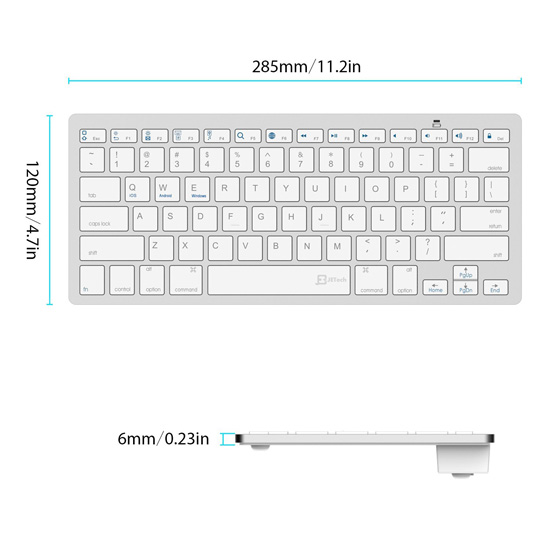 285mm/11.2in
120mm/4.7in
Esc F1 F2 F3 F4 F5 F6 F7 F8 F9 F10 F11 F12 Del
~ ` ! 1 @ 2 # 3 $ 4 % 5 ^ 6 & 7 * 8 ( 9 ) 0 _ - + = delete
tab Q iOS W Android E Windows R T Y U I O P { [ } ] | \
caps lock A S D F G H J K L : ; " ' enter return
shift Z X C V B N M < , > . ? / shift
fn control alt option command JETech command alt option Home PgUp PgDn End
6mm/0.23in